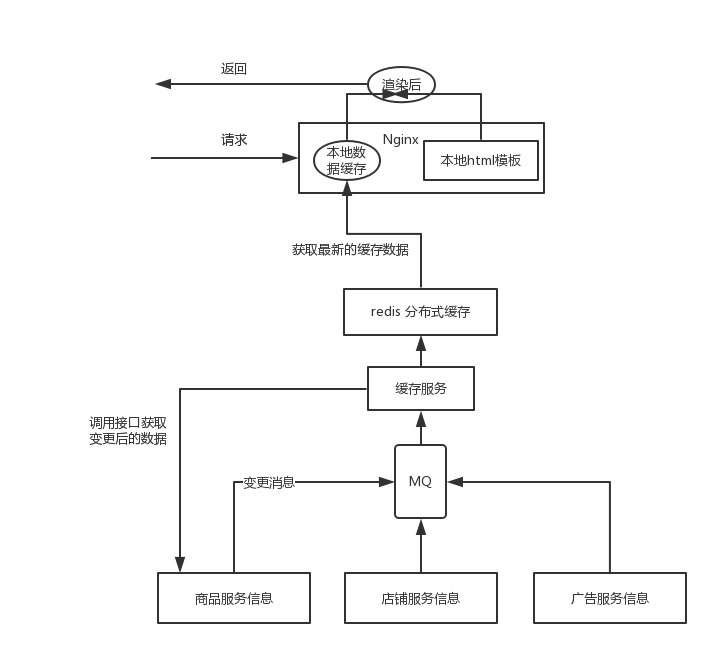 返回
渲染后
请求
Nginx
本地数
据缓存
本地html模板
获取最新的缓存数据
redis 分布式缓存
缓存服务
调用接口获取
变更后的数据
变更消息
MQ
商品服务信息
店铺服务信息
广告服务信息